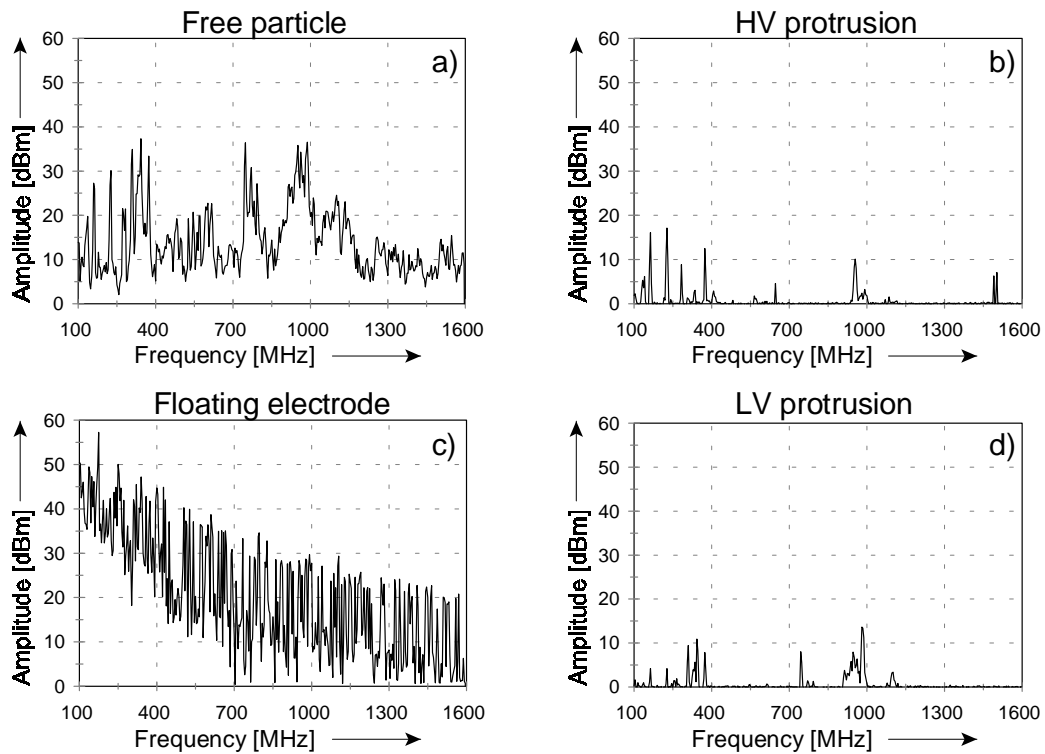 Free particle
a)
60
50
40
30
20
10
0
Amplitude [dBm]
100 400 700 1000 1300 1600
Frequency [MHz]
HV protrusion
b)
60
50
40
30
20
10
0
Amplitude [dBm]
100 400 700 1000 1300 1600
Frequency [MHz]
Floating electrode
c)
60
50
40
30
20
10
0
Amplitude [dBm]
100 400 700 1000 1300 1600
Frequency [MHz]
LV protrusion
d)
60
50
40
30
20
10
0
Amplitude [dBm]
100 400 700 1000 1300 1600
Frequency [MHz]